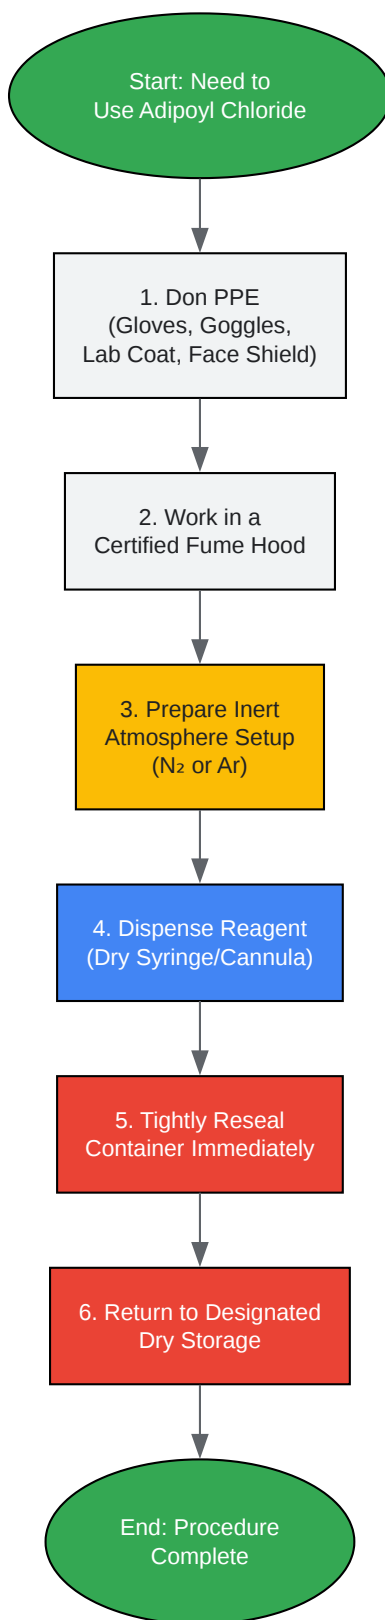 Start: Need to
Use Adipoyl Chloride
1. Don PPE
(Gloves, Goggles,
Lab Coat, Face Shield)
2. Work in a
Certified Fume Hood
3. Prepare Inert
Atmosphere Setup
(N₂ or Ar)
4. Dispense Reagent
(Dry Syringe/Cannula)
5. Tightly Reseal
Container Immediately
6. Return to Designated
Dry Storage
End: Procedure
Complete